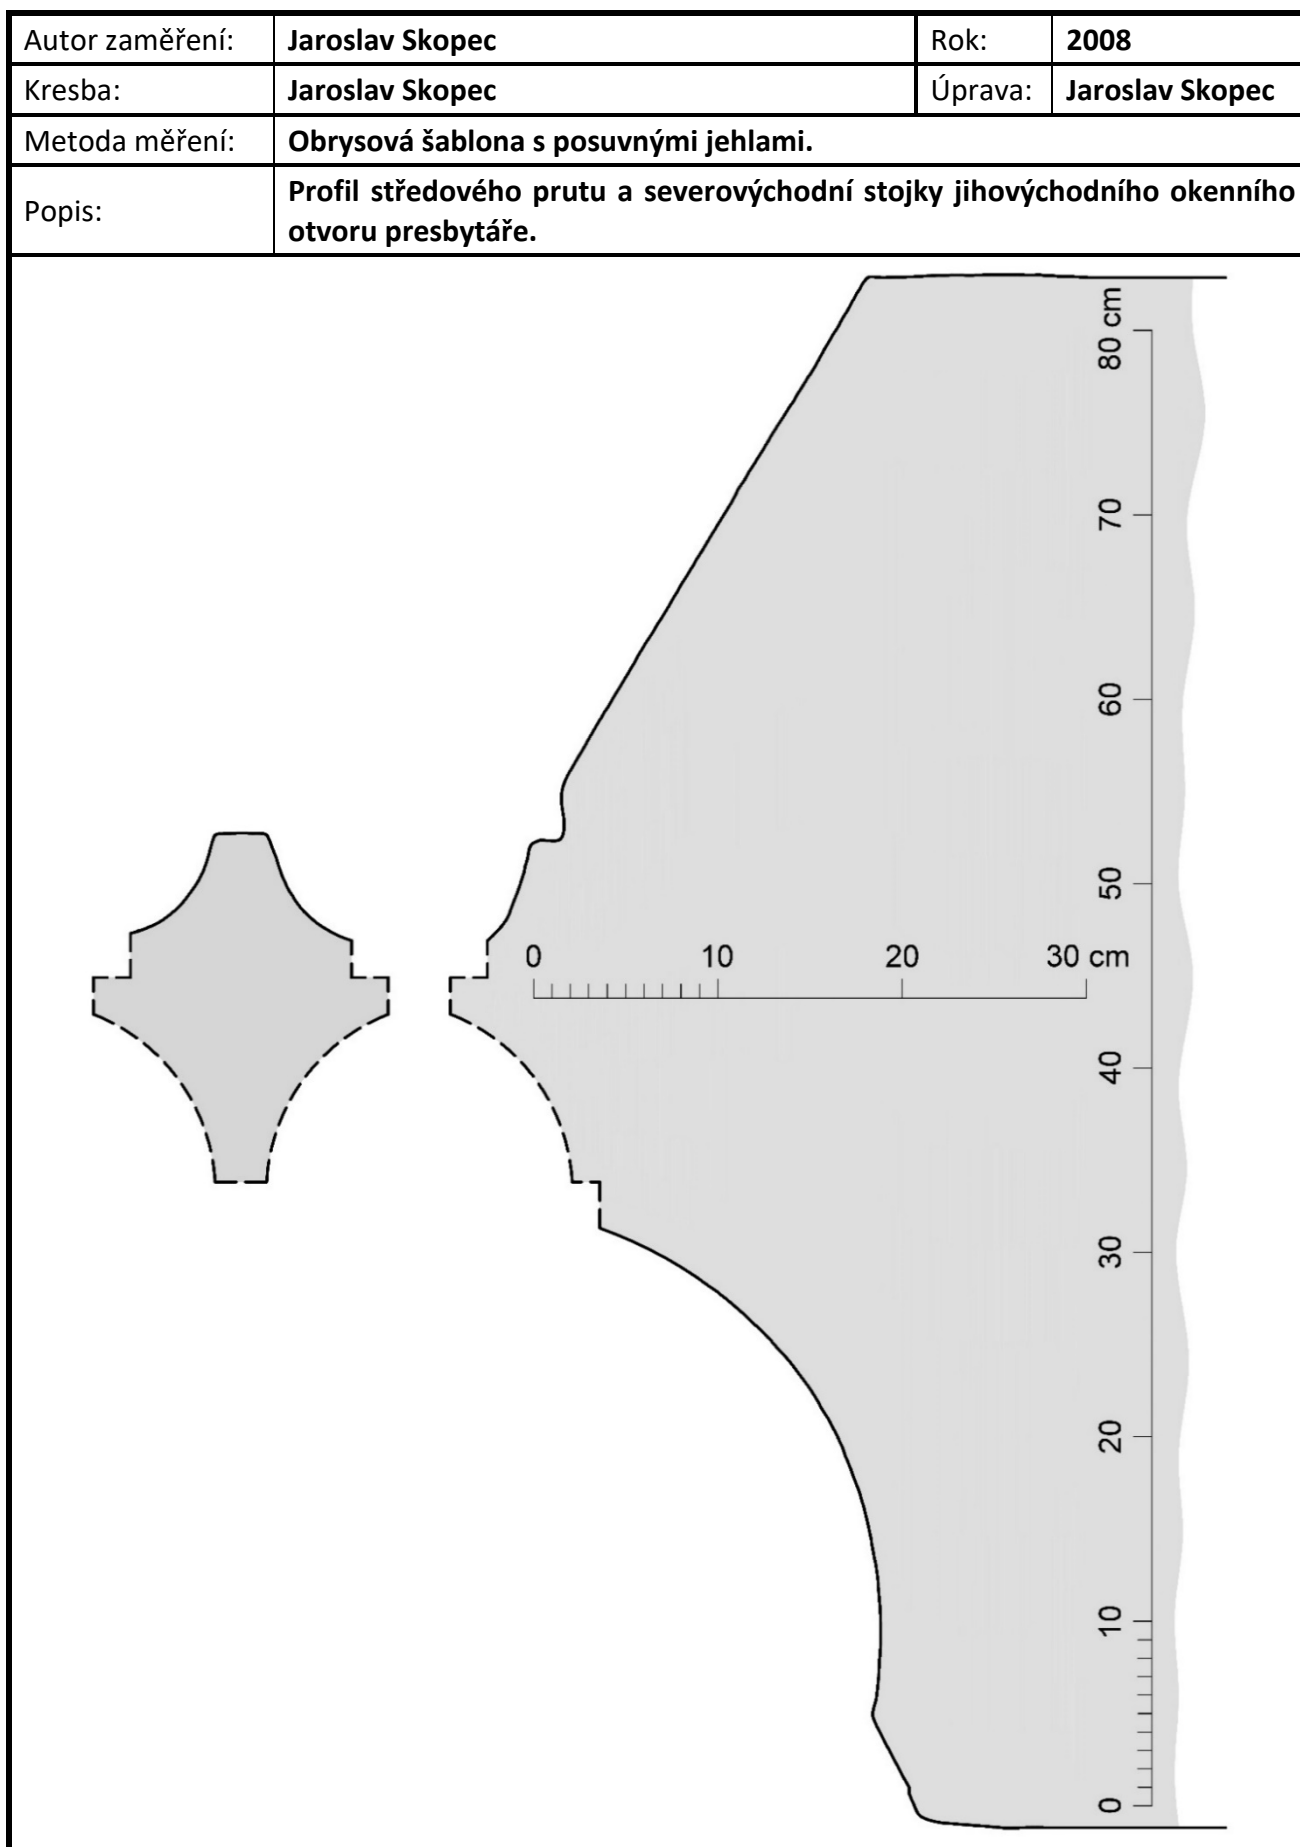 Autor zaměření: Jaroslav Skopec Rok: 2008
Kresba: Jaroslav Skopec Úprava: Jaroslav Skopec
Metoda měření: Obrysová šablona s posuvnými jehlami.
Popis: Profil středového prutu a severovýchodní stojky jihovýchodního okenního
otvoru presbytáře.
80 cm
70
60
50
40
30
20
10
0
0 10 20 30 cm